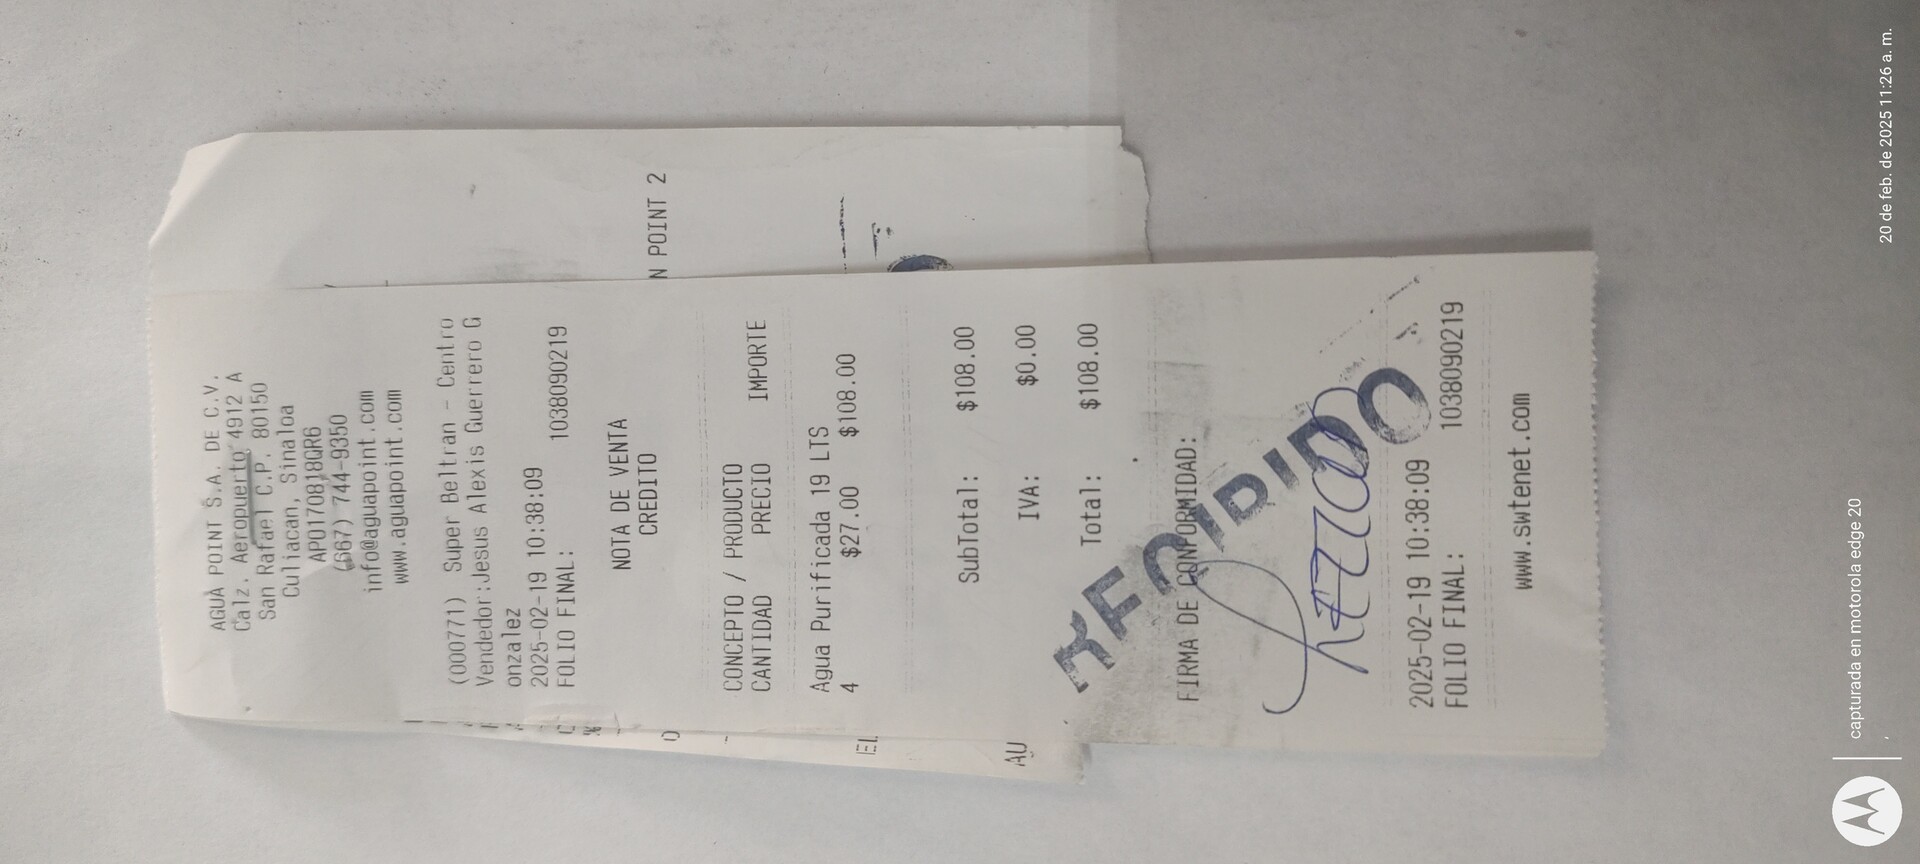 AGUA POINT S.A. DE C.V.
Calz. Aeropuerto 4912 A
San Rafael C.P. 80150
Culiacan, Sinaloa
APO170818QR6
(667) 744-9350
info@aguapoint.com
www.aguapoint.com
(000771) Super Beltran - Centro
Vendedor:Jesus Alexis Guerrero G
onzalez
2025-02-19 10:38:09
FOLIO FINAL: 1038090219
NOTA DE VENTA
CREDITO
CONCEPTO / PRODUCTO
CANTIDAD PRECIO IMPORTE
Agua Purificada 19 LTS
4 $27.00 $108.00
SubTotal: $108.00
IVA: $0.00
Total: $108.00
RECIBIDO
FIRMA DE CONFORMIDAD:
2025-02-19 10:38:09
FOLIO FINAL: 1038090219
www.swtenet.com
N POINT 2
AU
capturada en motorola edge 20
20 de feb. de 2025 11:26 a. m.